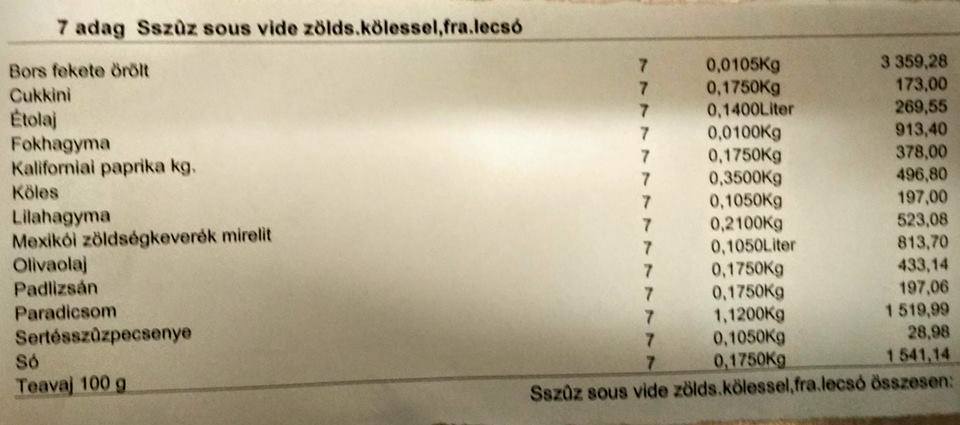 7 adag Sszûz sous vide zölds.kölessel,fra.lecsó
Bors fekete örölt 7 0,0105Kg 3 359,28
Cukkini 7 0,1750Kg 173,00
Étolaj 7 0,1400Liter 269,55
Fokhagyma 7 0,0100Kg 913,40
Kaliforniai paprika kg. 7 0,1750Kg 378,00
Köles 7 0,3500Kg 496,80
Lilahagyma 7 0,1050Kg 197,00
Mexikói zöldségkeverék mirelit 7 0,2100Kg 523,08
Olivaolaj 7 0,1050Liter 813,70
Padlizsán 7 0,1750Kg 433,14
Paradicsom 7 0,1750Kg 197,06
Sertésszûzpecsenye 7 1,1200Kg 1 519,99
Só 7 0,1050Kg 28,98
Teavaj 100 g 7 0,1750Kg 1 541,14
Sszûz sous vide zölds.kölessel,fra.lecsó összesen: